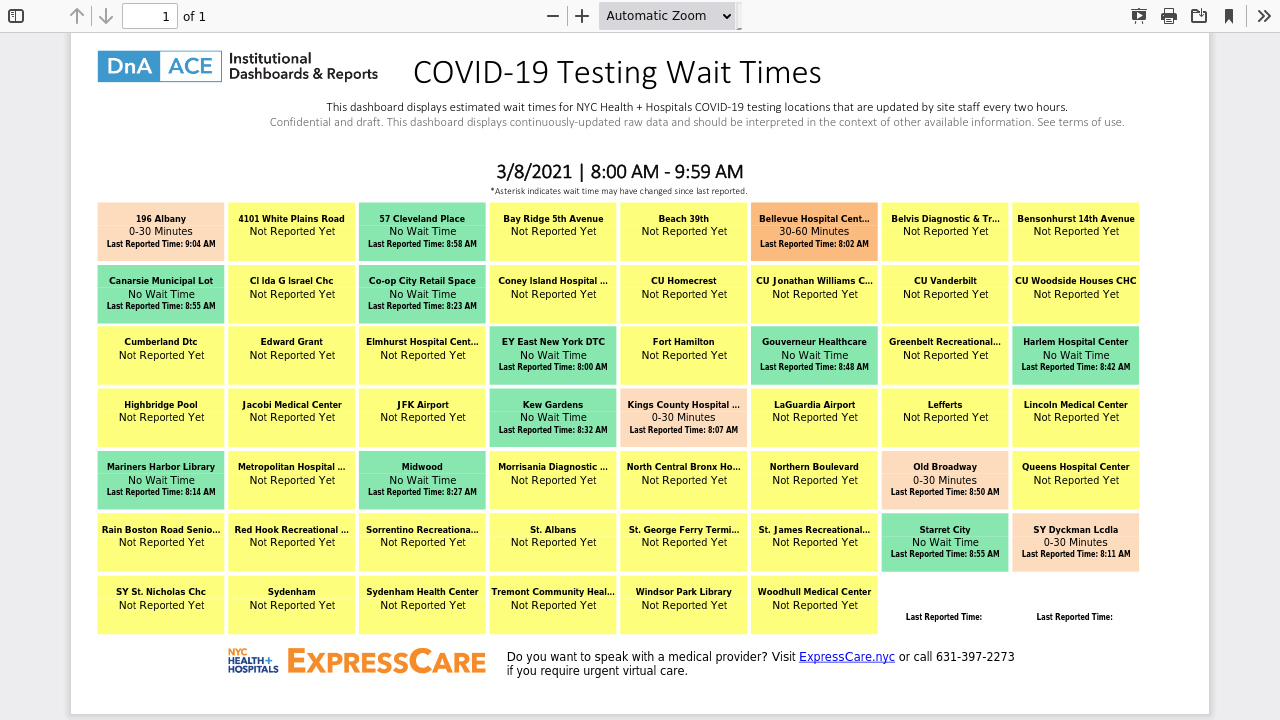 1 of 1 Automatic Zoom
DnA ACE Institutional
Dashboards & Reports
COVID-19 Testing Wait Times
This dashboard displays estimated wait times for NYC Health + Hospitals COVID-19 testing locations that are updated by site staff every two hours.
Confidential and draft. This dashboard displays continuously-updated raw data and should be interpreted in the context of other available information. See terms of use.
3/8/2021 | 8:00 AM - 9:59 AM
*Asterisk indicates wait time may have changed since last reported.
196 Albany
0-30 Minutes
Last Reported Time: 9:04 AM
4101 White Plains Road
Not Reported Yet
57 Cleveland Place
No Wait Time
Last Reported Time: 8:58 AM
Bay Ridge 5th Avenue
Not Reported Yet
Beach 39th
Not Reported Yet
Bellevue Hospital Cent...
30-60 Minutes
Last Reported Time: 8:02 AM
Belvis Diagnostic & Tr...
Not Reported Yet
Bensonhurst 14th Avenue
Not Reported Yet
Canarsie Municipal Lot
No Wait Time
Last Reported Time: 8:55 AM
Cl Ida G Israel Chc
Not Reported Yet
Co-op City Retail Space
No Wait Time
Last Reported Time: 8:23 AM
Coney Island Hospital ...
Not Reported Yet
CU Homecrest
Not Reported Yet
CU Jonathan Williams C...
Not Reported Yet
CU Vanderbilt
Not Reported Yet
CU Woodside Houses CHC
Not Reported Yet
Cumberland Dtc
Not Reported Yet
Edward Grant
Not Reported Yet
Elmhurst Hospital Cent...
Not Reported Yet
EY East New York DTC
No Wait Time
Last Reported Time: 8:00 AM
Fort Hamilton
Not Reported Yet
Gouverneur Healthcare
No Wait Time
Last Reported Time: 8:48 AM
Greenbelt Recreational...
Not Reported Yet
Harlem Hospital Center
No Wait Time
Last Reported Time: 8:42 AM
Highbridge Pool
Not Reported Yet
Jacobi Medical Center
Not Reported Yet
JFK Airport
Not Reported Yet
Kew Gardens
No Wait Time
Last Reported Time: 8:32 AM
Kings County Hospital ...
0-30 Minutes
Last Reported Time: 8:07 AM
LaGuardia Airport
Not Reported Yet
Lefferts
Not Reported Yet
Lincoln Medical Center
Not Reported Yet
Mariners Harbor Library
No Wait Time
Last Reported Time: 8:14 AM
Metropolitan Hospital ...
Not Reported Yet
Midwood
No Wait Time
Last Reported Time: 8:27 AM
Morrisania Diagnostic ...
Not Reported Yet
North Central Bronx Ho...
Not Reported Yet
Northern Boulevard
Not Reported Yet
Old Broadway
0-30 Minutes
Last Reported Time: 8:50 AM
Queens Hospital Center
Not Reported Yet
Rain Boston Road Senio...
Not Reported Yet
Red Hook Recreational ...
Not Reported Yet
Sorrentino Recreationa...
Not Reported Yet
St. Albans
Not Reported Yet
St. George Ferry Termi...
Not Reported Yet
St. James Recreational...
Not Reported Yet
Starret City
No Wait Time
Last Reported Time: 8:55 AM
SY Dyckman Lcdla
0-30 Minutes
Last Reported Time: 8:11 AM
SY St. Nicholas Chc
Not Reported Yet
Sydenham
Not Reported Yet
Sydenham Health Center
Not Reported Yet
Tremont Community Heal...
Not Reported Yet
Windsor Park Library
Not Reported Yet
Woodhull Medical Center
Not Reported Yet
Last Reported Time:
Last Reported Time:
NYC
HEALTH+
HOSPITALS
EXPRESSCARE
Do you want to speak with a medical provider? Visit ExpressCare.nyc or call 631-397-2273
if you require urgent virtual care.